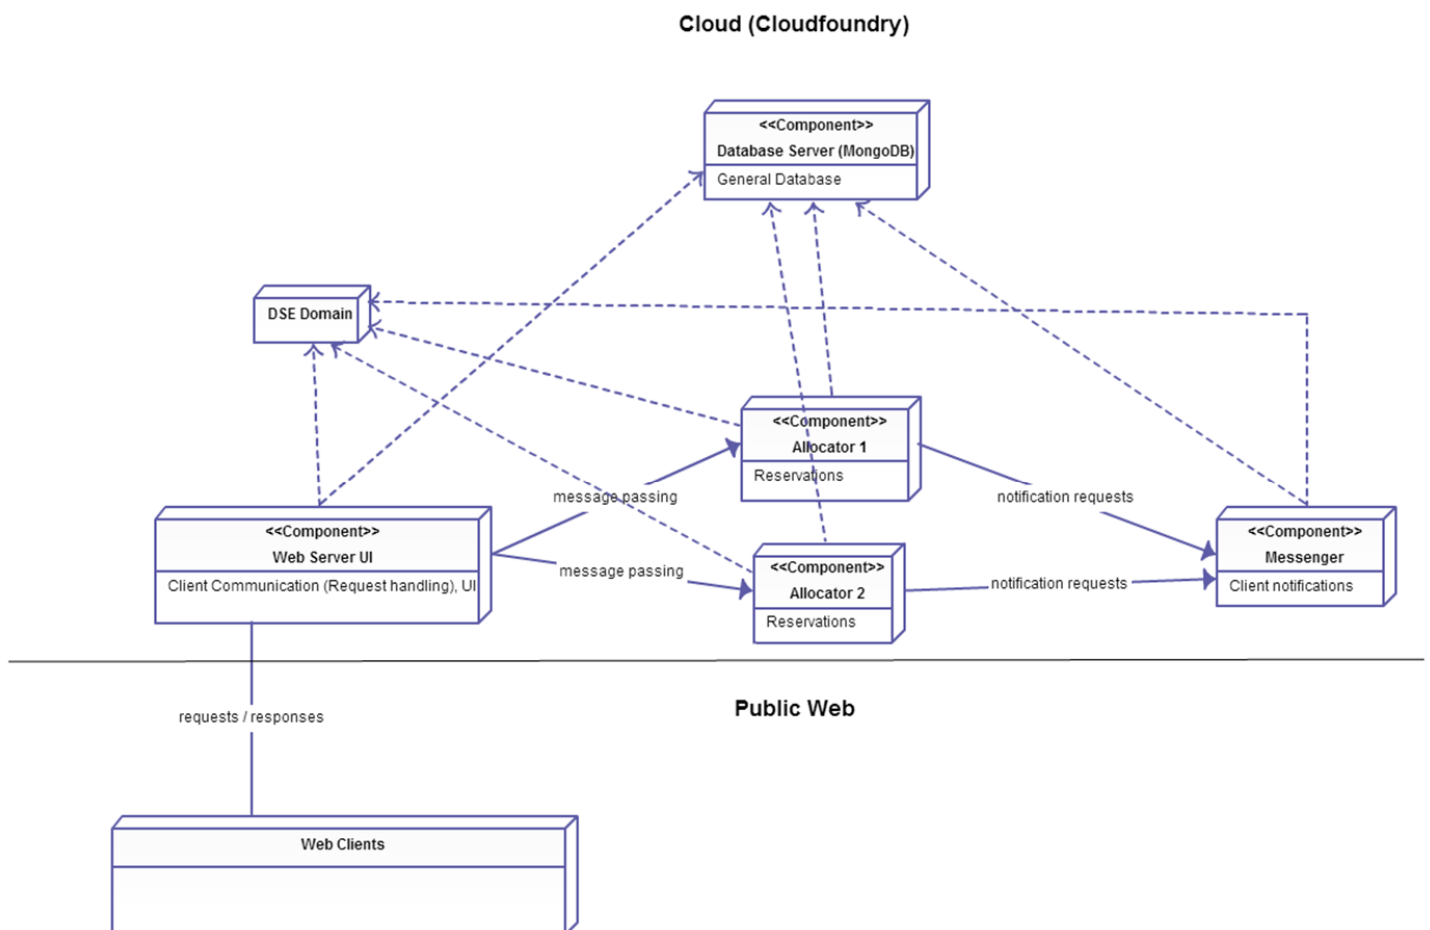 Cloud (Cloudfoundry)
<<Component>>
Database Server (MongoDB)
General Database
DSE Domain
<<Component>>
Allocator 1
Reservations
message passing
notification requests
<<Component>>
Web Server UI
Client Communication (Request handling), UI
message passing
<<Component>>
Allocator 2
Reservations
notification requests
<<Component>>
Messenger
Client notifications
requests / responses
Public Web
Web Clients